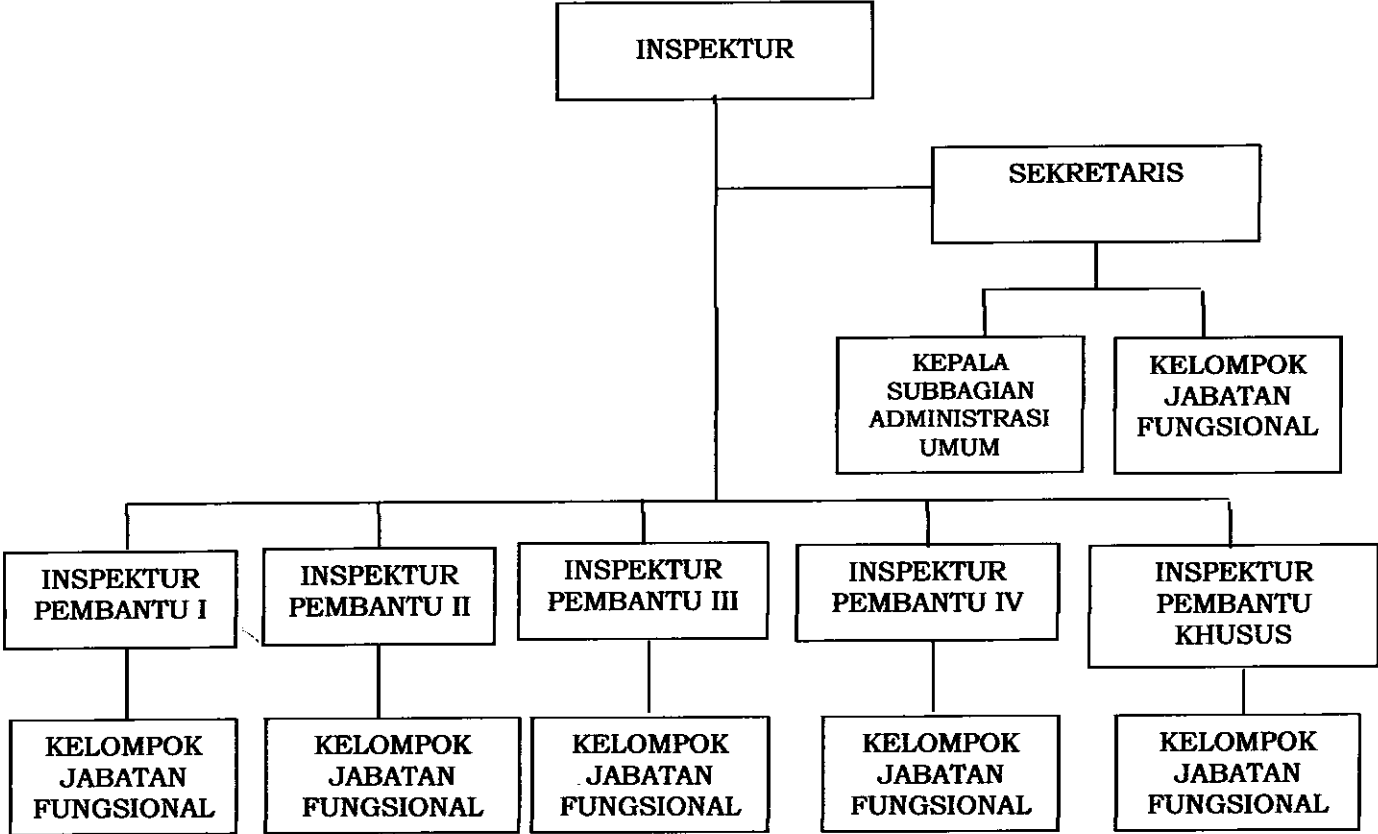 INSPEKTUR
SEKRETARIS
KEPALA
SUBBAGIAN
ADMINISTRASI
UMUM
KELOMPOK
JABATAN
FUNGSIONAL
INSPEKTUR
PEMBANTU I
INSPEKTUR
PEMBANTU II
INSPEKTUR
PEMBANTU III
INSPEKTUR
PEMBANTU IV
INSPEKTUR
PEMBANTU
KHUSUS
KELOMPOK
JABATAN
FUNGSIONAL
KELOMPOK
JABATAN
FUNGSIONAL
KELOMPOK
JABATAN
FUNGSIONAL
KELOMPOK
JABATAN
FUNGSIONAL
KELOMPOK
JABATAN
FUNGSIONAL